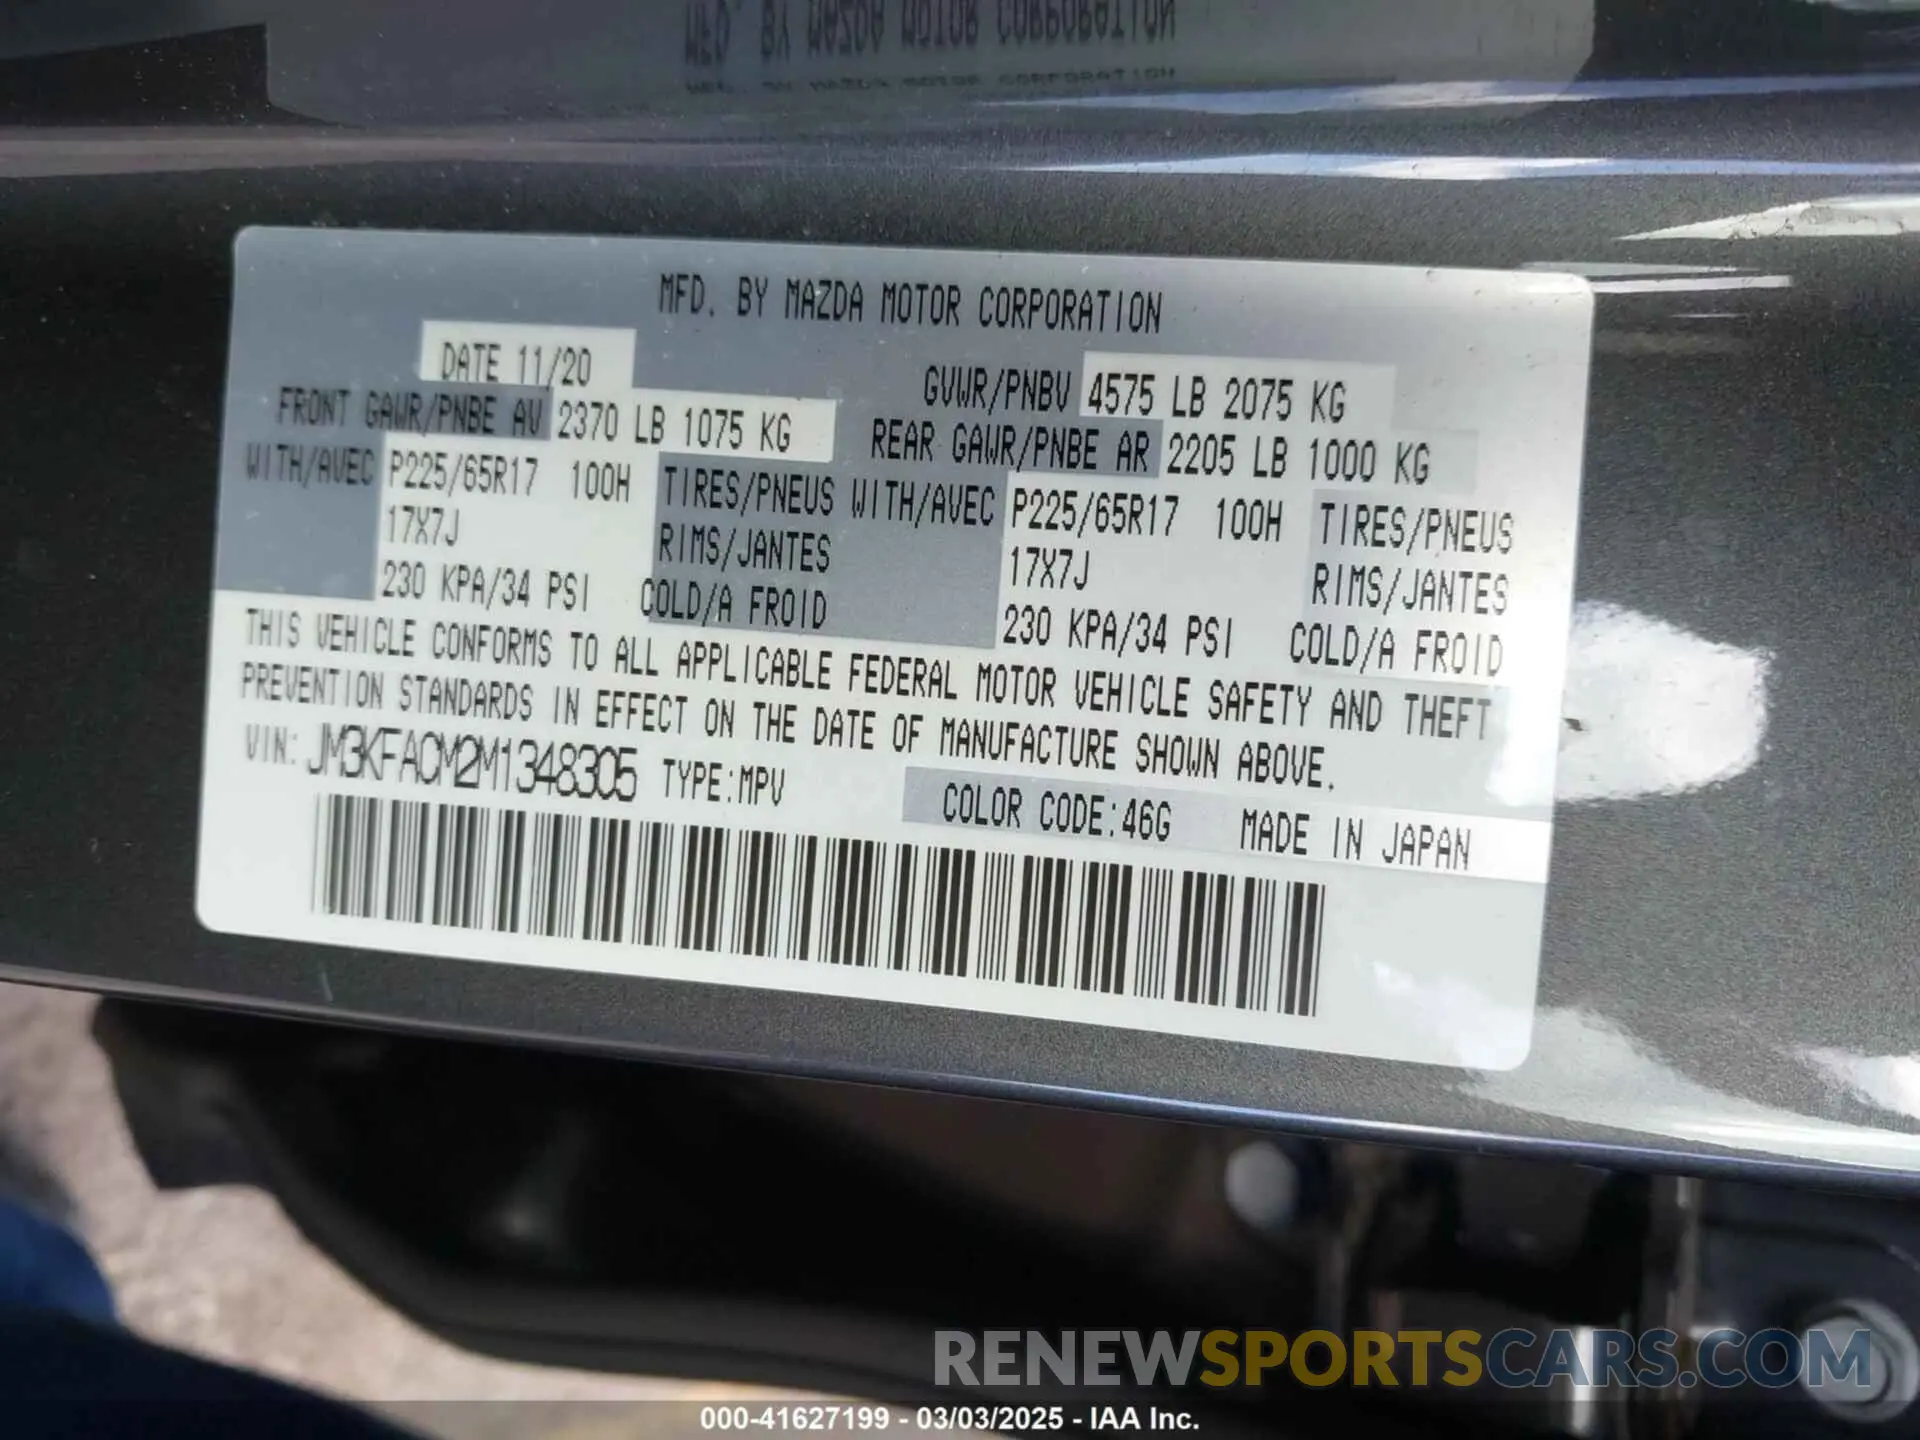 MFD. BY MAZDA MOTOR CORPORATION
DATE 11/20
GVWR/PNBV 4575 LB 2075 KG
FRONT GAWR/PNBE AV 2370 LB 1075 KG
REAR GAWR/PNBE AR 2205 LB 1000 KG
WITH/AVEC P225/65R17 100H TIRES/PNEUS WITH/AVEC P225/65R17 100H TIRES/PNEUS
17X7J RIMS/JANTES 17X7J RIMS/JANTES
230 KPA/34 PSI COLD/A FROID 230 KPA/34 PSI COLD/A FROID
THIS VEHICLE CONFORMS TO ALL APPLICABLE FEDERAL MOTOR VEHICLE SAFETY AND THEFT
PREVENTION STANDARDS IN EFFECT ON THE DATE OF MANUFACTURE SHOWN ABOVE.
VIN: JM3KFACM2M1348305 TYPE:MPV
COLOR CODE:46G MADE IN JAPAN
RENEWSPORTSCARS.COM
000-41627199 - 03/03/2025 - IAA Inc.